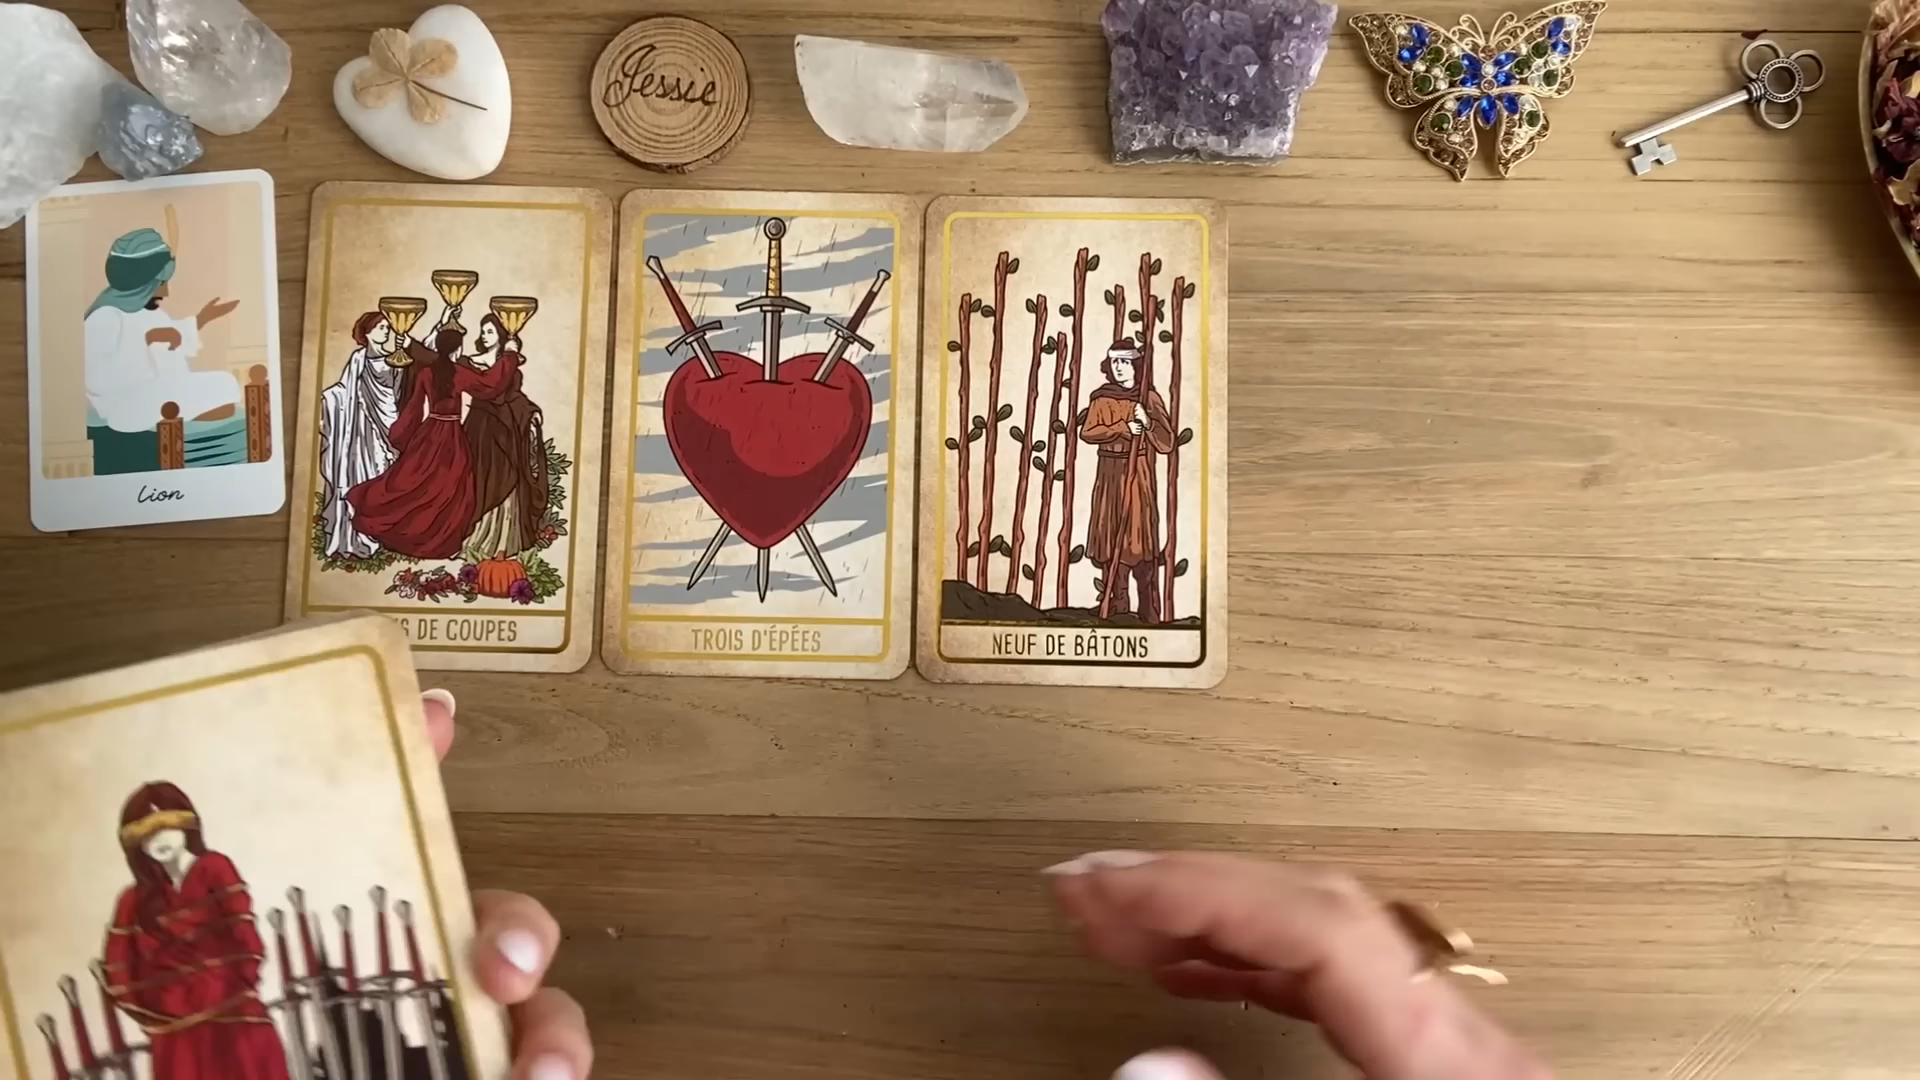 Jessie
Lion
DE COUPES
TROIS D'ÉPÉES
NEUF DE BÂTONS